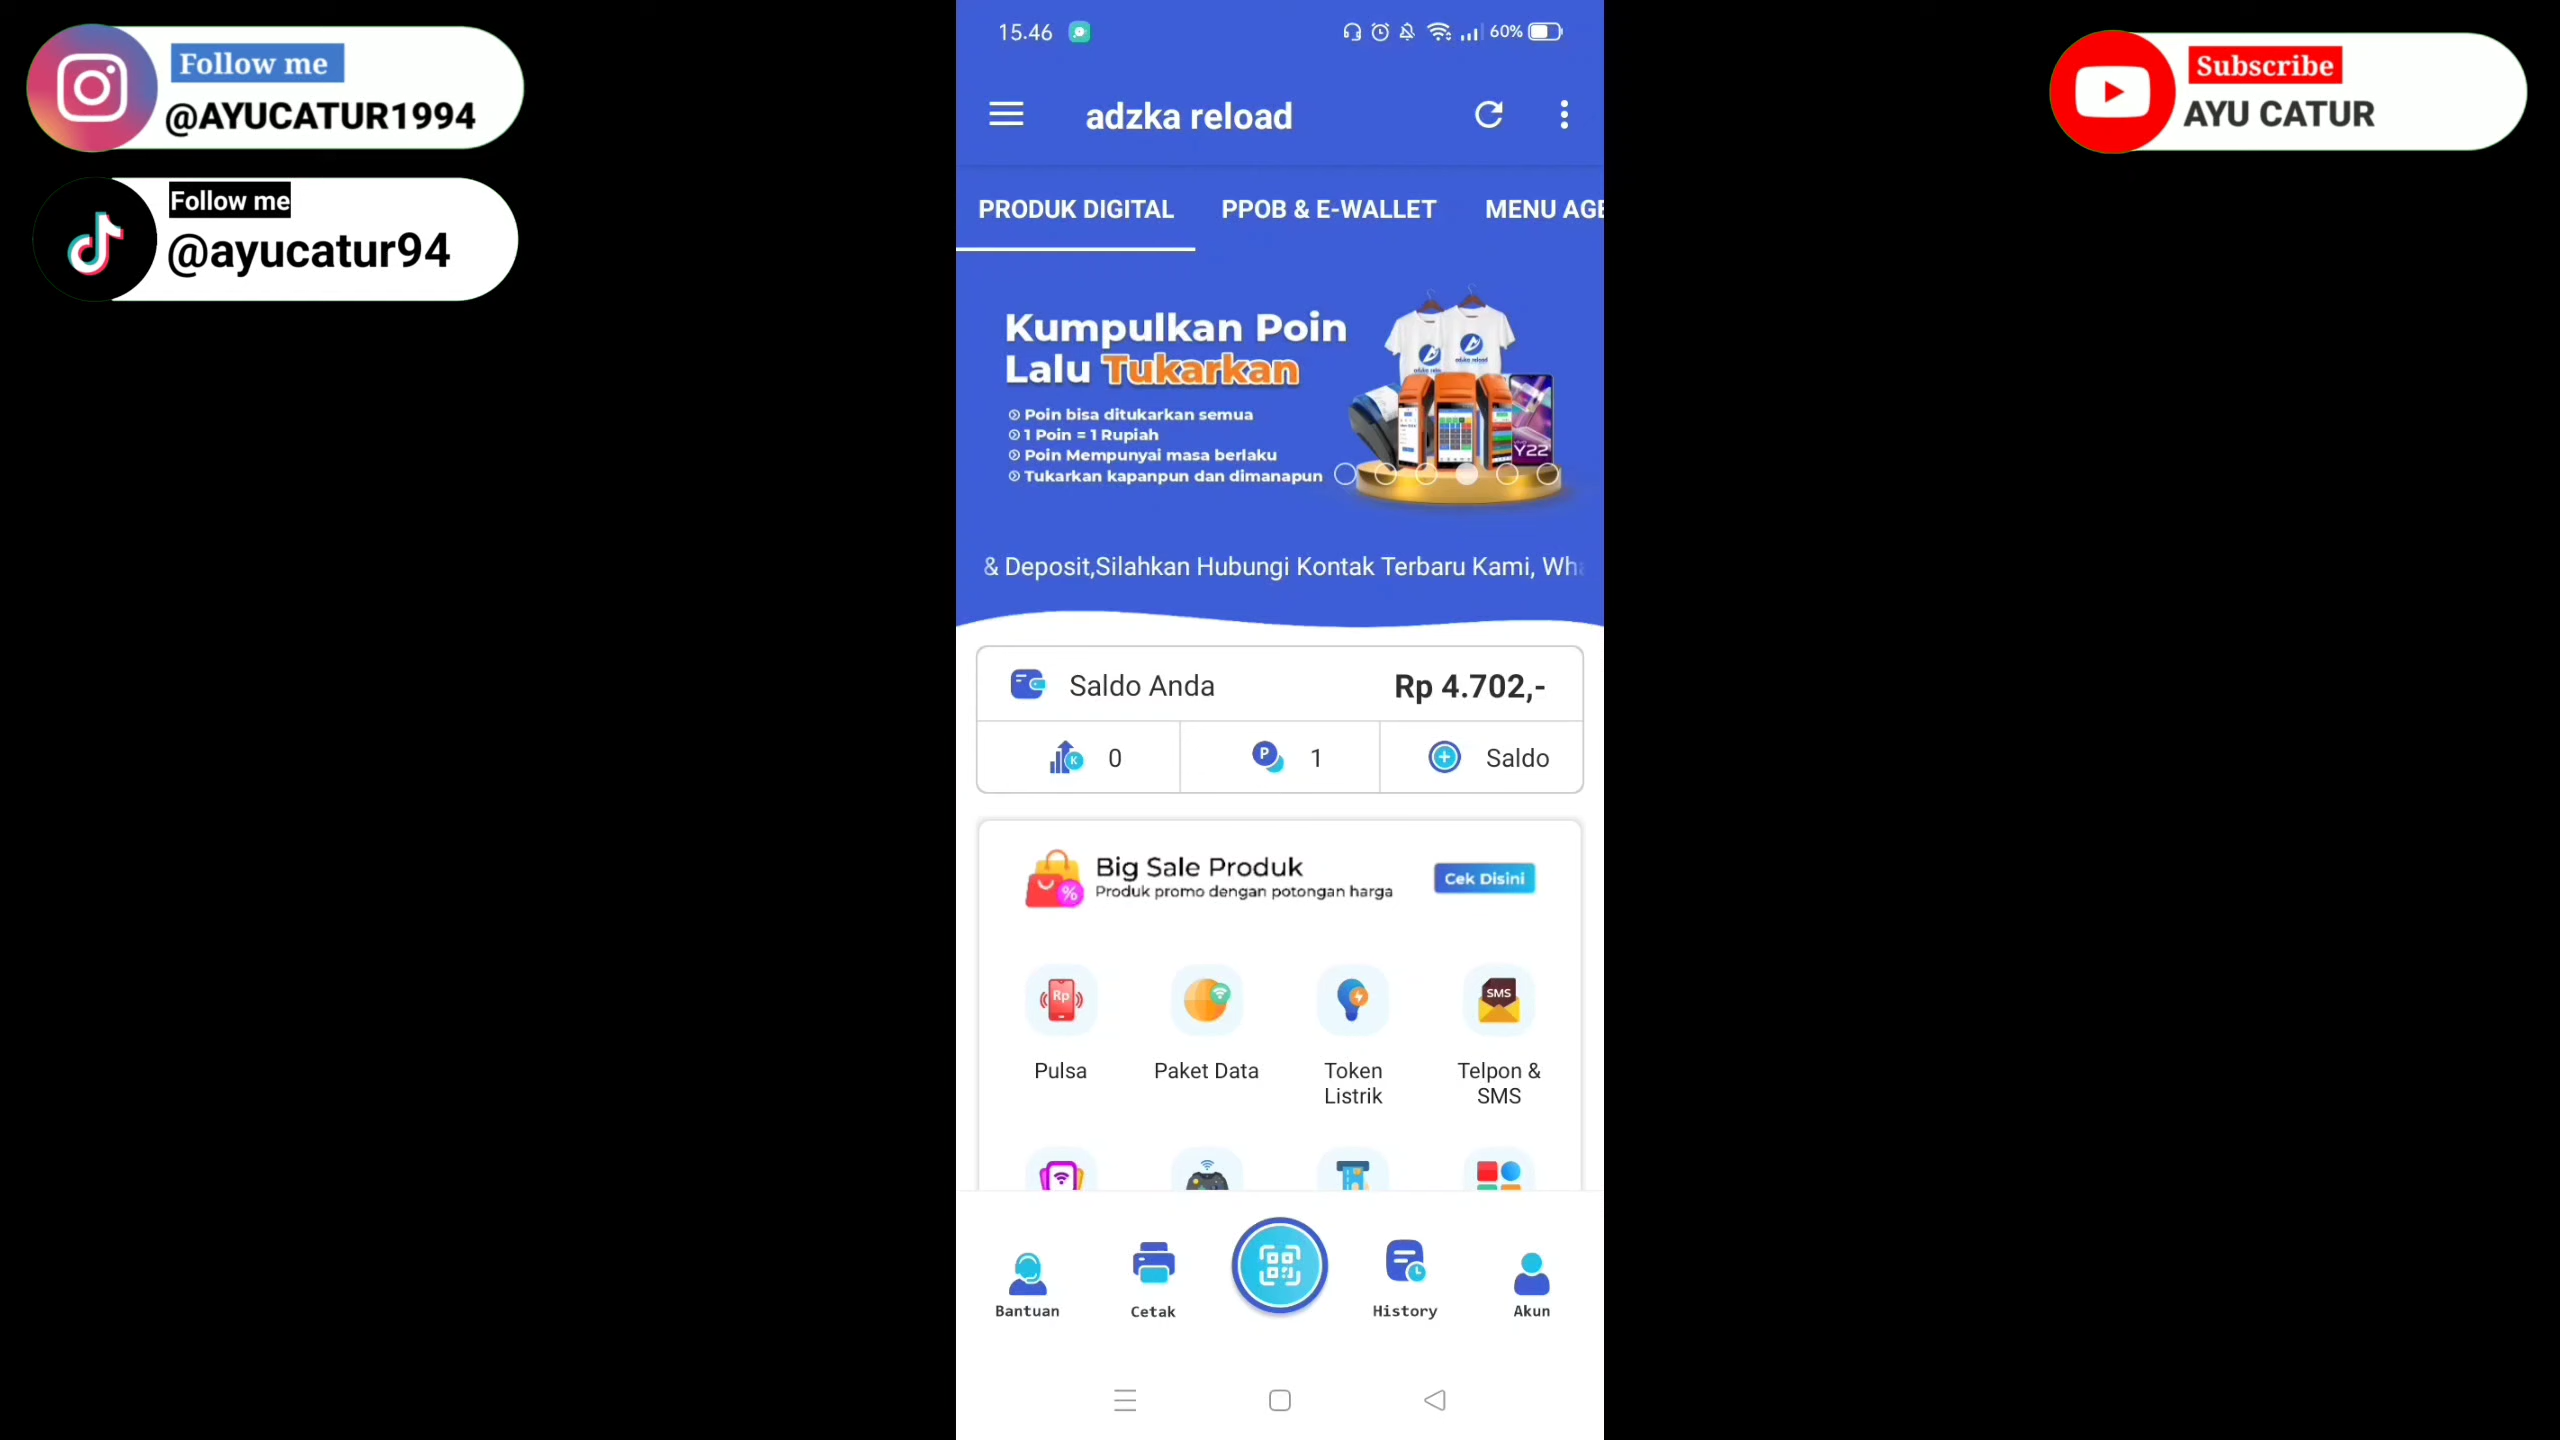 Follow me
@AYUCATUR1994
Follow me
@ayucatur94
Subscribe
AYU CATUR
15.46
60%
adzka reload
PRODUK DIGITAL
PPOB & E-WALLET
MENU AGE
Kumpulkan Poin
Lalu Tukarkan
Poin bisa ditukarkan semua
1 Poin = 1 Rupiah
Poin Mempunyai masa berlaku
Tukarkan kapanpun dan dimanapun
Y22
& Deposit,Silahkan Hubungi Kontak Terbaru Kami, Wha
Saldo Anda
Rp 4.702,-
K
0
P
1
Saldo
Big Sale Produk
Produk promo dengan potongan harga
%
Cek Disini
Rp
SMS
Pulsa
Paket Data
Token
Listrik
Telpon &
SMS
Bantuan
Cetak
History
Akun